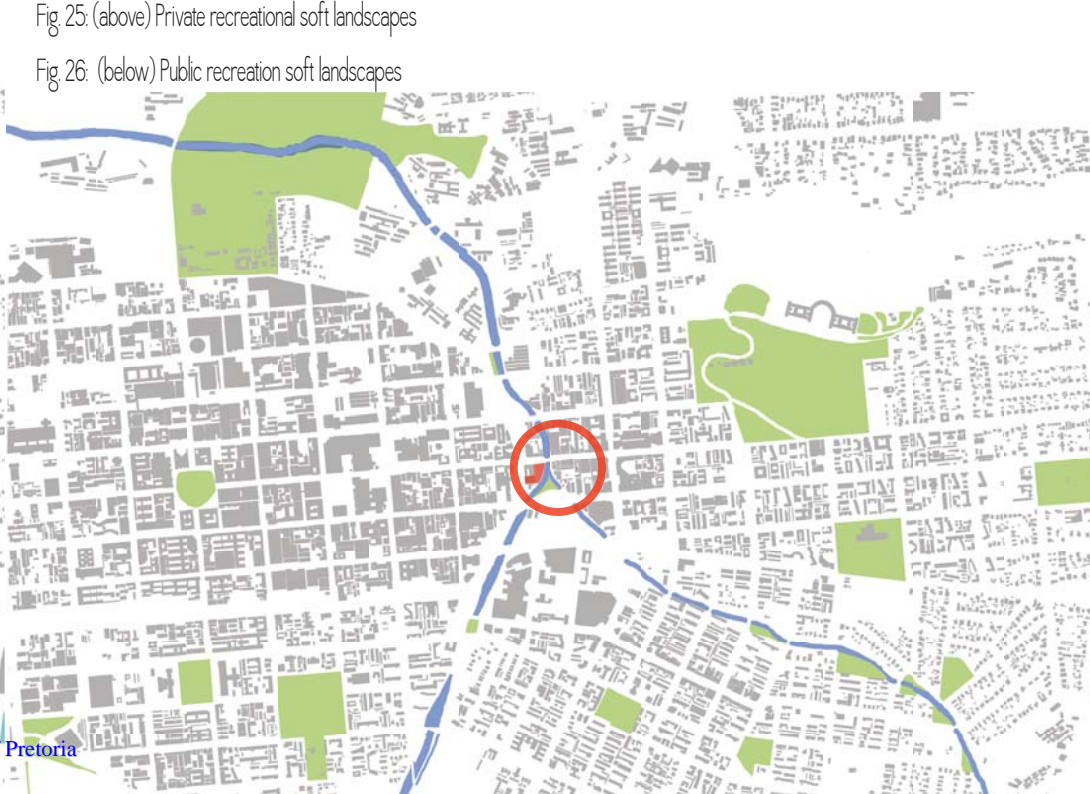 Fig. 25: (above) Private recreational soft landscapes
Fig. 26: (below) Public recreation soft landscapes
Pretoria